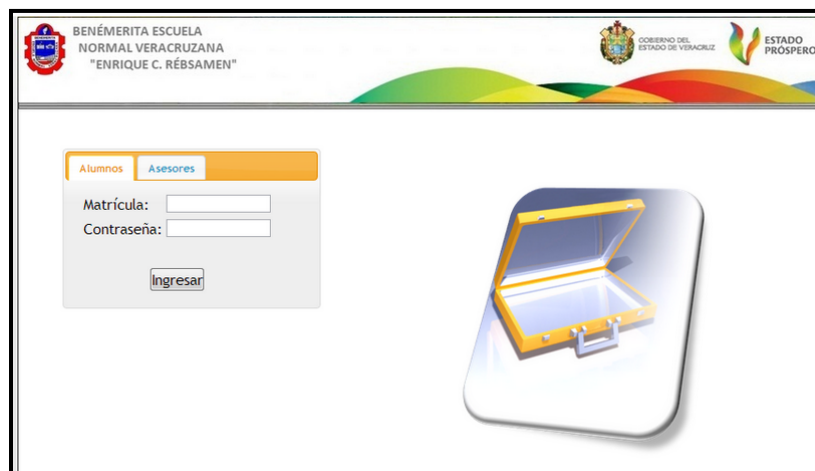 BENÉMERITA ESCUELA
NORMAL VERACRUZANA
"ENRIQUE C. RÉBSAMEN"
GOBIERNO DEL
ESTADO DE VERACRUZ
ESTADO
PRÓSPERO
Alumnos Asesores
Matrícula:
Contraseña:
Ingresar